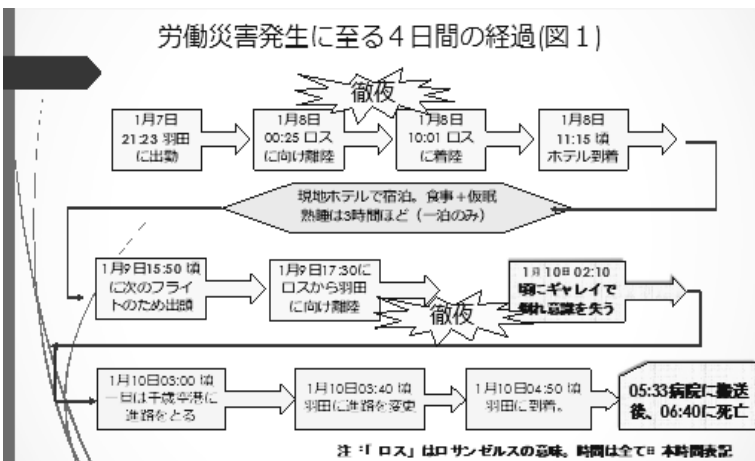 労働災害発生に至る４日間の経過(図１)
徹夜
1月7日
21:23 羽田
に出勤
1月8日
00:25 ロス
に向け離陸
1月8日
10:01 ロス
に着陸
1月8日
11:15 頃
ホテル到着
現地ホテルで宿泊。食事＋仮眠
熟睡は3時間ほど（一泊のみ）
1月9日15:50 頃
に次のフライ
トのため出頭
1月9日17:30に
ロスから羽田
に向け離陸
徹夜
1月10日02:10
頃にギャレイで
倒れ意識を失う
1月10日03:00 頃
一旦は千歳空港に
進路をとる
1月10日03:40 頃
羽田に進路を変更
1月10日04:50 頃
羽田に到着。
05:33病院に搬送
後、06:40に死亡
注：「ロス」はロサンゼルスの意味。時間は全て日本時間表記